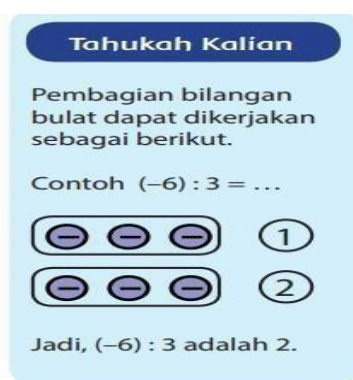 Tahukah Kalian
Pembagian bilangan
bulat dapat dikerjakan
sebagai berikut.
Contoh (–6) : 3 = ...
– – – 1
– – – 2
Jadi, (–6) : 3 adalah 2.